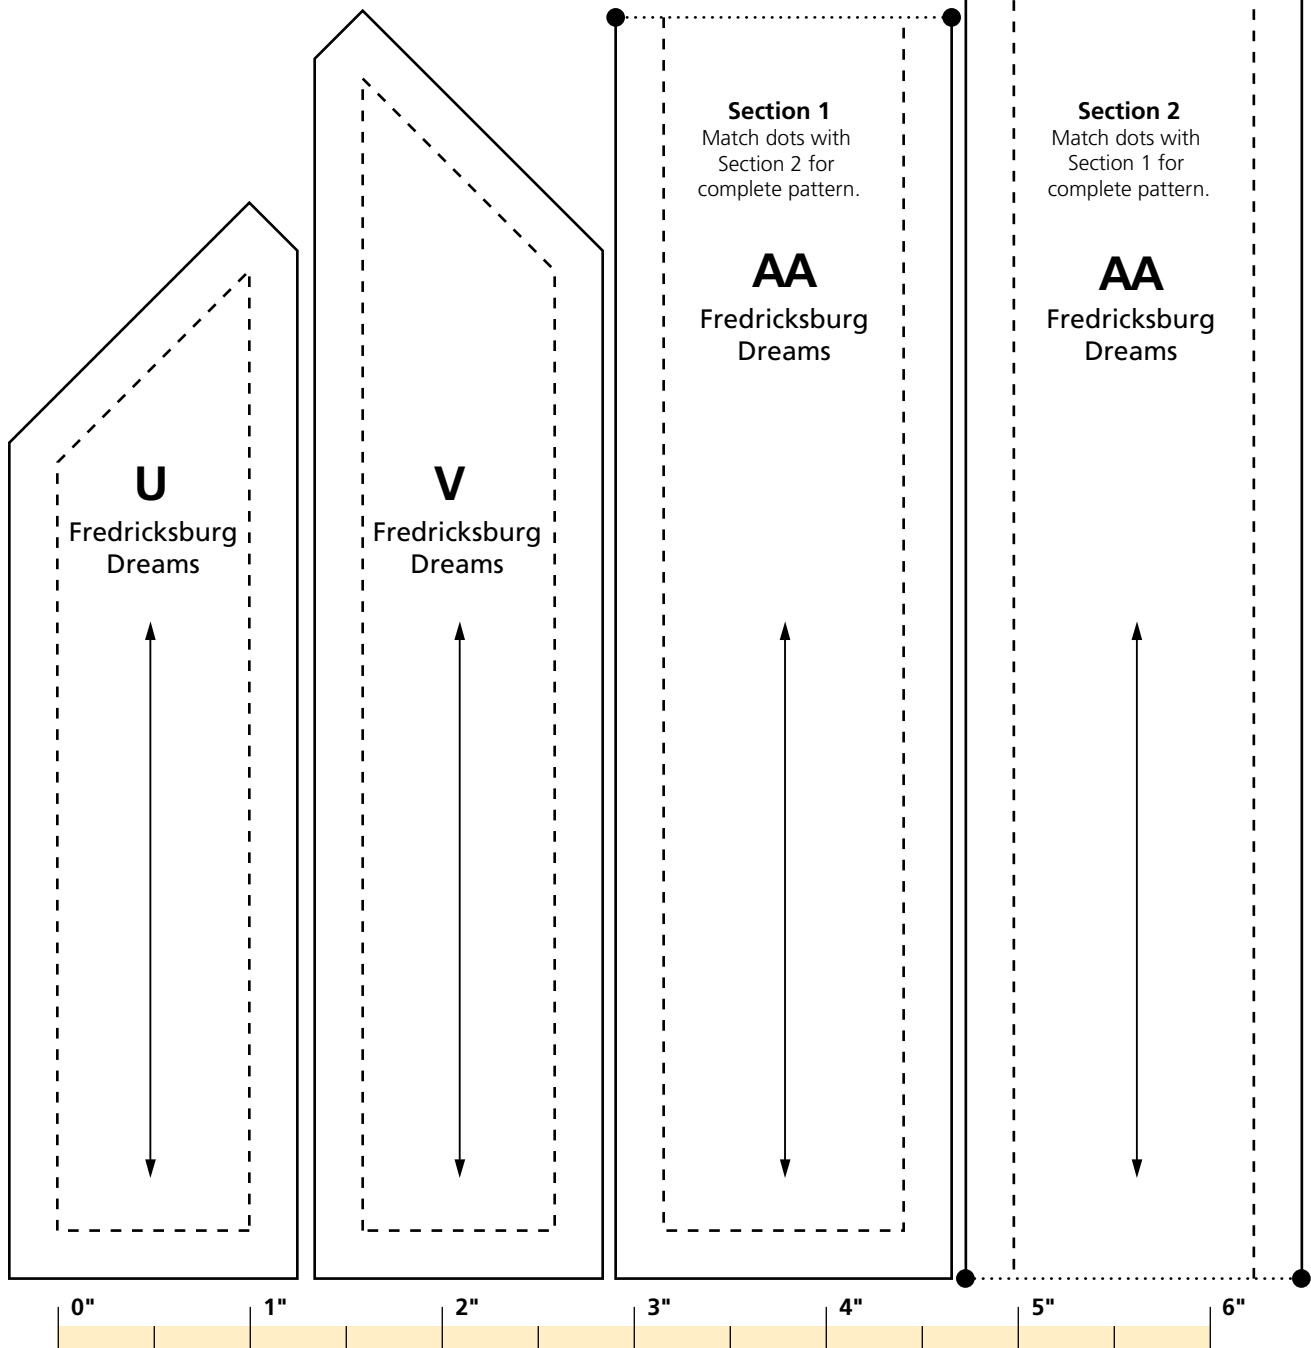 U
Fredricksburg
Dreams
V
Fredricksburg
Dreams
Section 1
Match dots with
Section 2 for
complete pattern.
AA
Fredricksburg
Dreams
Section 2
Match dots with
Section 1 for
complete pattern.
AA
Fredricksburg
Dreams
0" 1" 2" 3" 4" 5" 6"